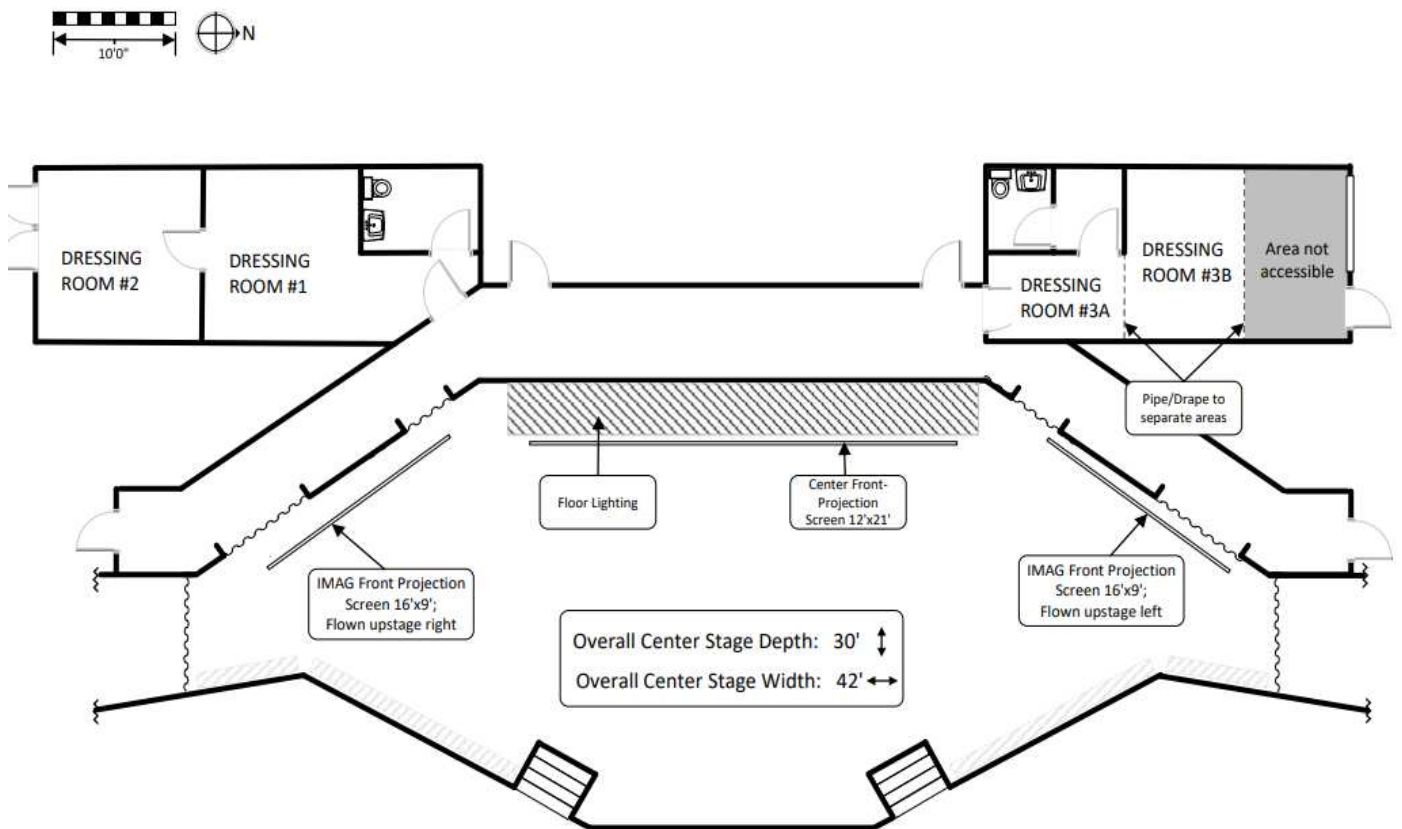 10'0"
N
DRESSING
ROOM #2
DRESSING
ROOM #1
DRESSING
ROOM #3A
DRESSING
ROOM #3B
Area not
accessible
Pipe/Drape to
separate areas
Floor Lighting
Center Front-
Projection
Screen 12'x21'
IMAG Front Projection
Screen 16'x9';
Flown upstage right
IMAG Front Projection
Screen 16'x9';
Flown upstage left
Overall Center Stage Depth: 30'
Overall Center Stage Width: 42'